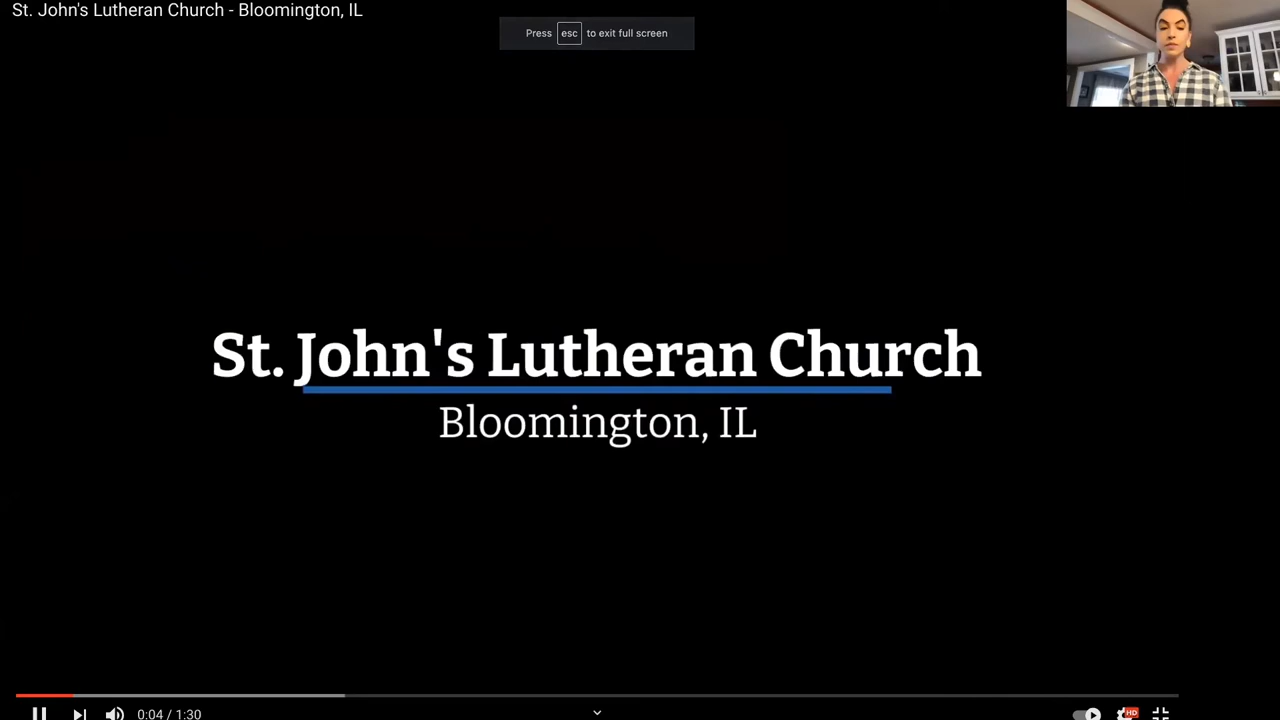 St. John's Lutheran Church - Bloomington, IL
Press esc to exit full screen
St. John's Lutheran Church
Bloomington, IL
0:04 / 1:30
HD